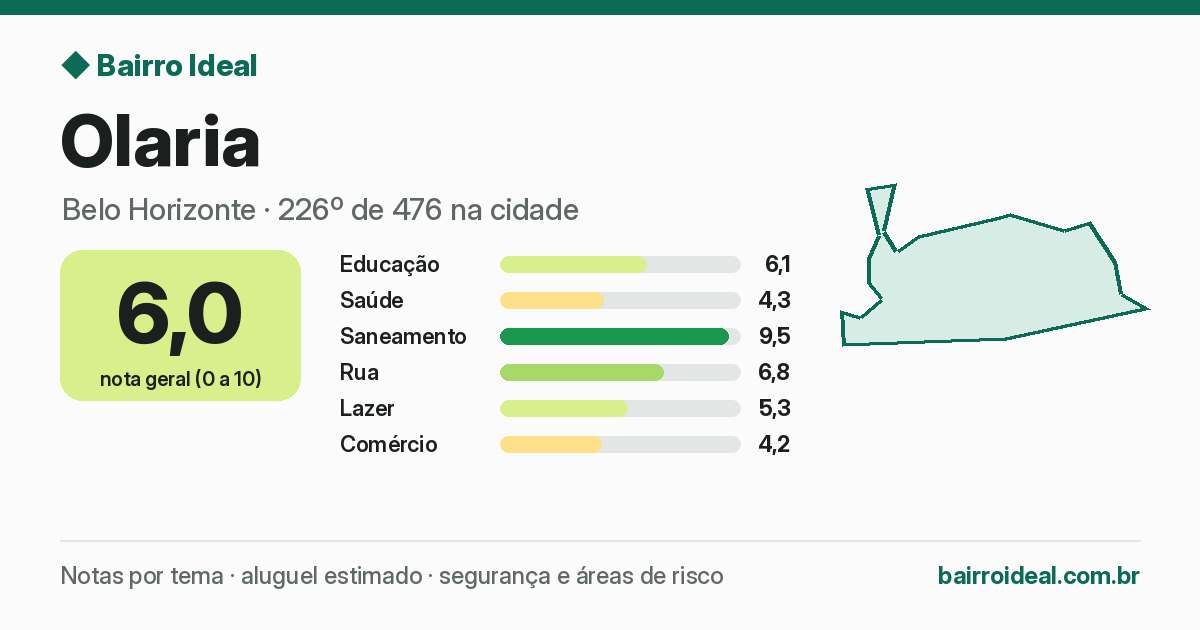 Bairro Ideal
Olaria
Belo Horizonte · 226º de 476 na cidade
6,0
nota geral (0 a 10)
Educação 6,1
Saúde 4,3
Saneamento 9,5
Rua 6,8
Lazer 5,3
Comércio 4,2
Notas por tema · aluguel estimado · segurança e áreas de risco
bairroideal.com.br